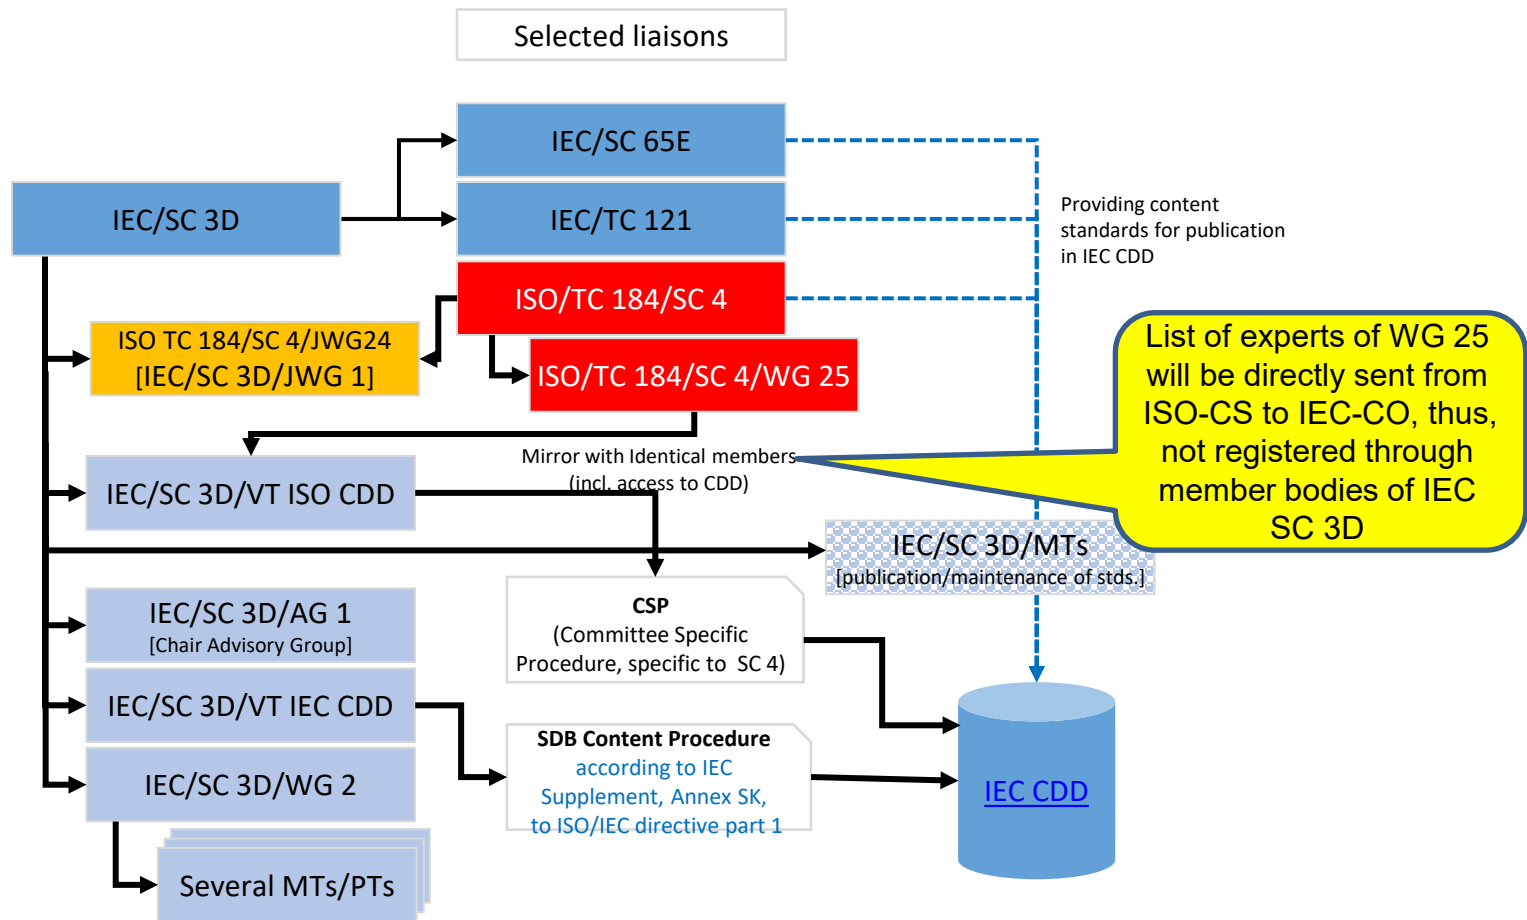 Selected liaisons
IEC/SC 65E
IEC/SC 3D
IEC/TC 121
Providing content
standards for publication
in IEC CDD
ISO/TC 184/SC 4
ISO TC 184/SC 4/JWG24
[IEC/SC 3D/JWG 1]
ISO/TC 184/SC 4/WG 25
List of experts of WG 25
will be directly sent from
ISO-CS to IEC-CO, thus,
not registered through
member bodies of IEC
SC 3D
Mirror with Identical members
(incl. access to CDD)
IEC/SC 3D/VT ISO CDD
IEC/SC 3D/MTs
[publication/maintenance of stds.]
IEC/SC 3D/AG 1
[Chair Advisory Group]
CSP
(Committee Specific
Procedure, specific to SC 4)
IEC/SC 3D/VT IEC CDD
SDB Content Procedure
according to IEC
Supplement, Annex SK,
to ISO/IEC directive part 1
IEC/SC 3D/WG 2
IEC CDD
Several MTs/PTs